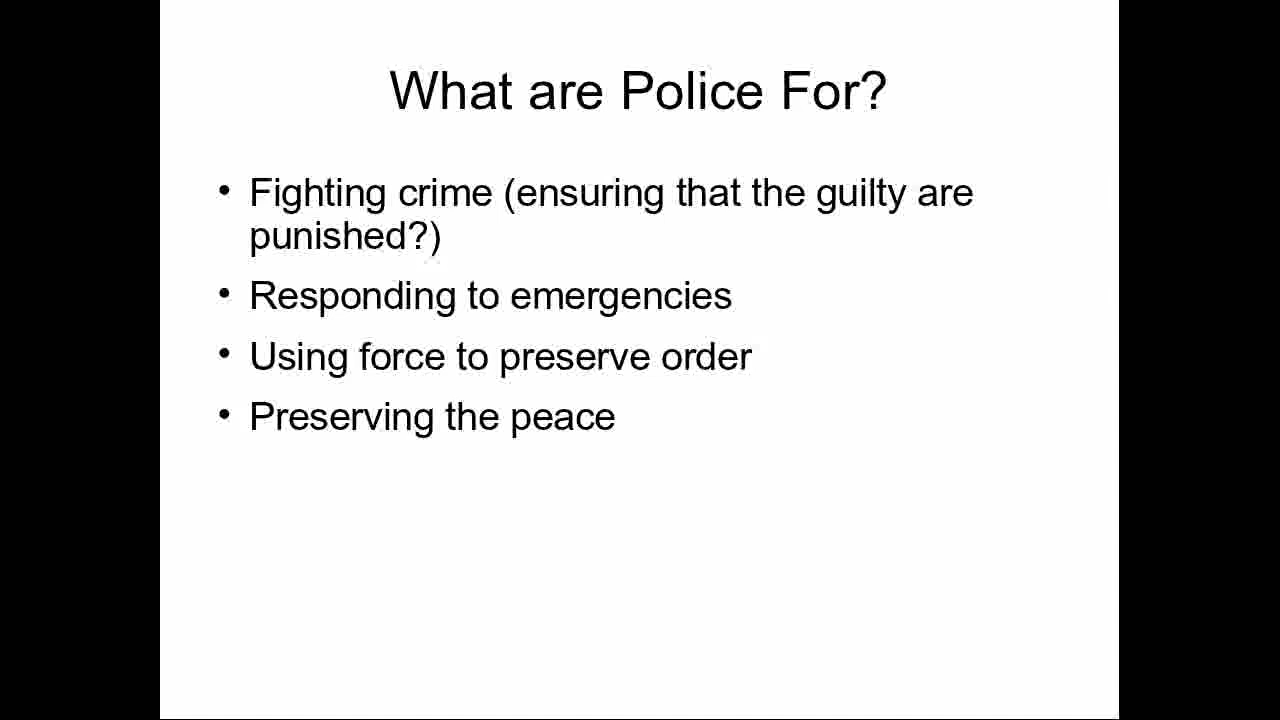 What are Police For?
• Fighting crime (ensuring that the guilty are
punished?)
• Responding to emergencies
• Using force to preserve order
• Preserving the peace